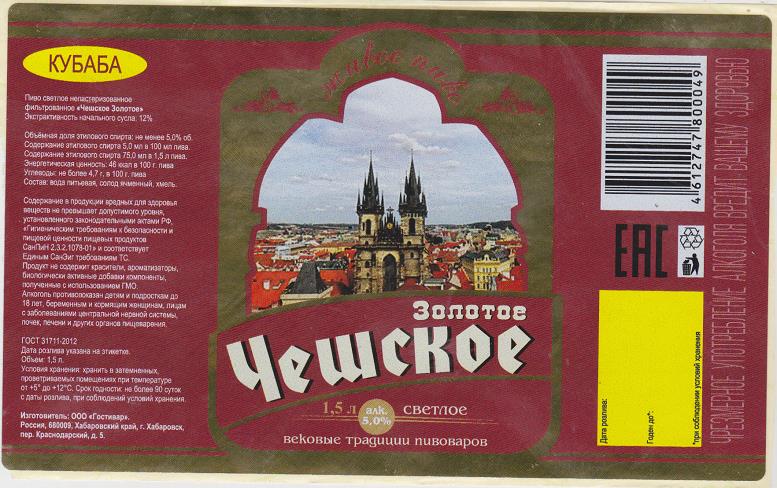 КУБАБА
Пиво светлое непастеризованное
фильтрованное «Чешское Золотое»
Экстрактивность начального сусла: 12%
Объёмная доля этилового спирта: не менее 5,0% об.
Содержание этилового спирта 5,0 мл в 100 мл пива.
Содержание этилового спирта 75,0 мл в 1,5 л пива.
Энергетическая ценность: 46 ккал в 100 г. пива
Углеводы: не более 4,7 г, в 100 г. пива
Состав: вода питьевая, солод ячменный, хмель.
Содержание в продукции вредных для здоровья
веществ не превышает допустимого уровня,
установленного законодательными актами РФ,
«Гигиеническим требованиям к безопасности и
пищевой ценности пищевых продуктов
СанПиН 2.3.2.1078-01» и соответствует
Единым СанЭиг требованиям ТС.
Продукт не содержит красители, ароматизаторы,
биологически активные добавки компоненты,
полученные с использованием ГМО.
Алкоголь противопоказан детям и подросткам до
18 лет, беременным и кормящим женщинам, лицам
с заболеваниями центральной нервной системы,
почек, печени и других органов пищеварения.
ГОСТ 31711-2012
Дата розлива указана на этикетке.
Объем: 1,5 л.
Условия хранения: хранить в затемненных,
проветриваемых помещениях при температуре
от +5° до +12°С. Срок годности: не более 90 суток
с даты розлива, при соблюдении условий хранения.
Изготовитель: ООО «Гостивар».
Россия, 680009, Хабаровский край, г. Хабаровск,
пер. Краснодарский, д. 5.
живое пиво
Золотое
Чешское
1,5 л алк. 5,0% светлое
вековые традиции пивоваров
4612747800049
EAC
Дата розлива:
Годен до*:
*при соблюдении условий хранения
ЧРЕЗМЕРНОЕ УПОТРЕБЛЕНИЕ АЛКОГОЛЯ ВРЕДИТ ВАШЕМУ ЗДОРОВЬЮ